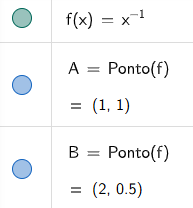 f(x) = x⁻¹
A = Ponto(f)
= (1, 1)
B = Ponto(f)
= (2, 0.5)